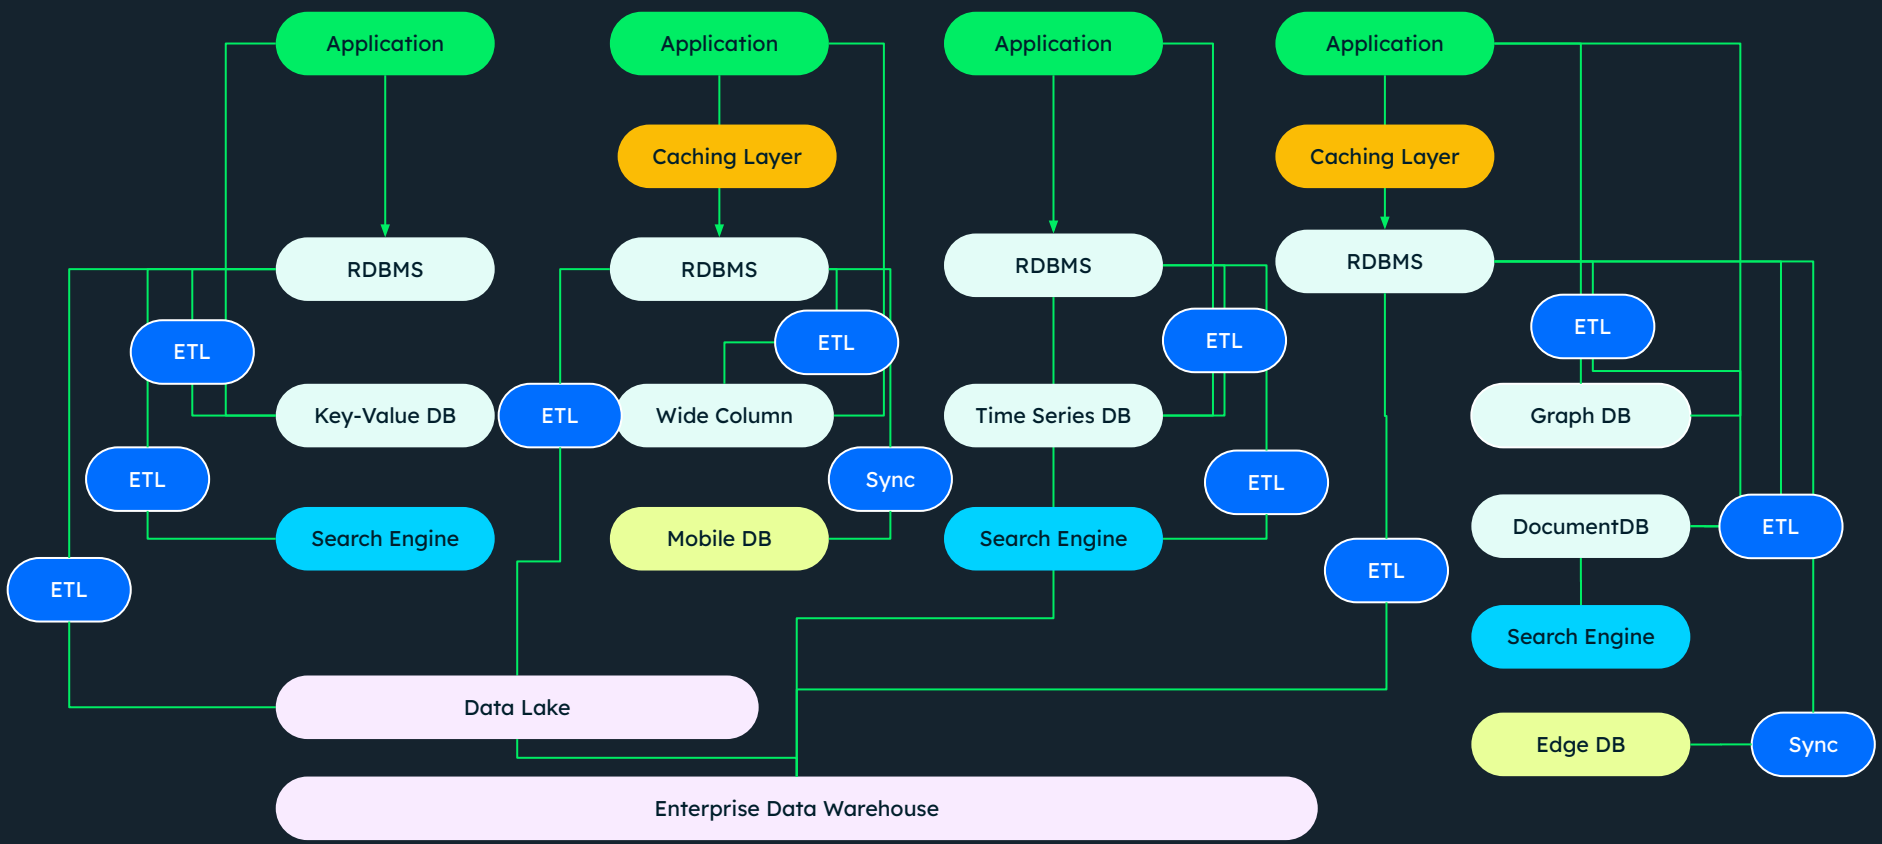 Application
Application
Application
Application
Caching Layer
Caching Layer
RDBMS
RDBMS
RDBMS
RDBMS
ETL
ETL
ETL
ETL
Key-Value DB
ETL
Wide Column
Time Series DB
Graph DB
ETL
Sync
ETL
Search Engine
Mobile DB
Search Engine
DocumentDB
ETL
ETL
ETL
Search Engine
Data Lake
Edge DB
Sync
Enterprise Data Warehouse